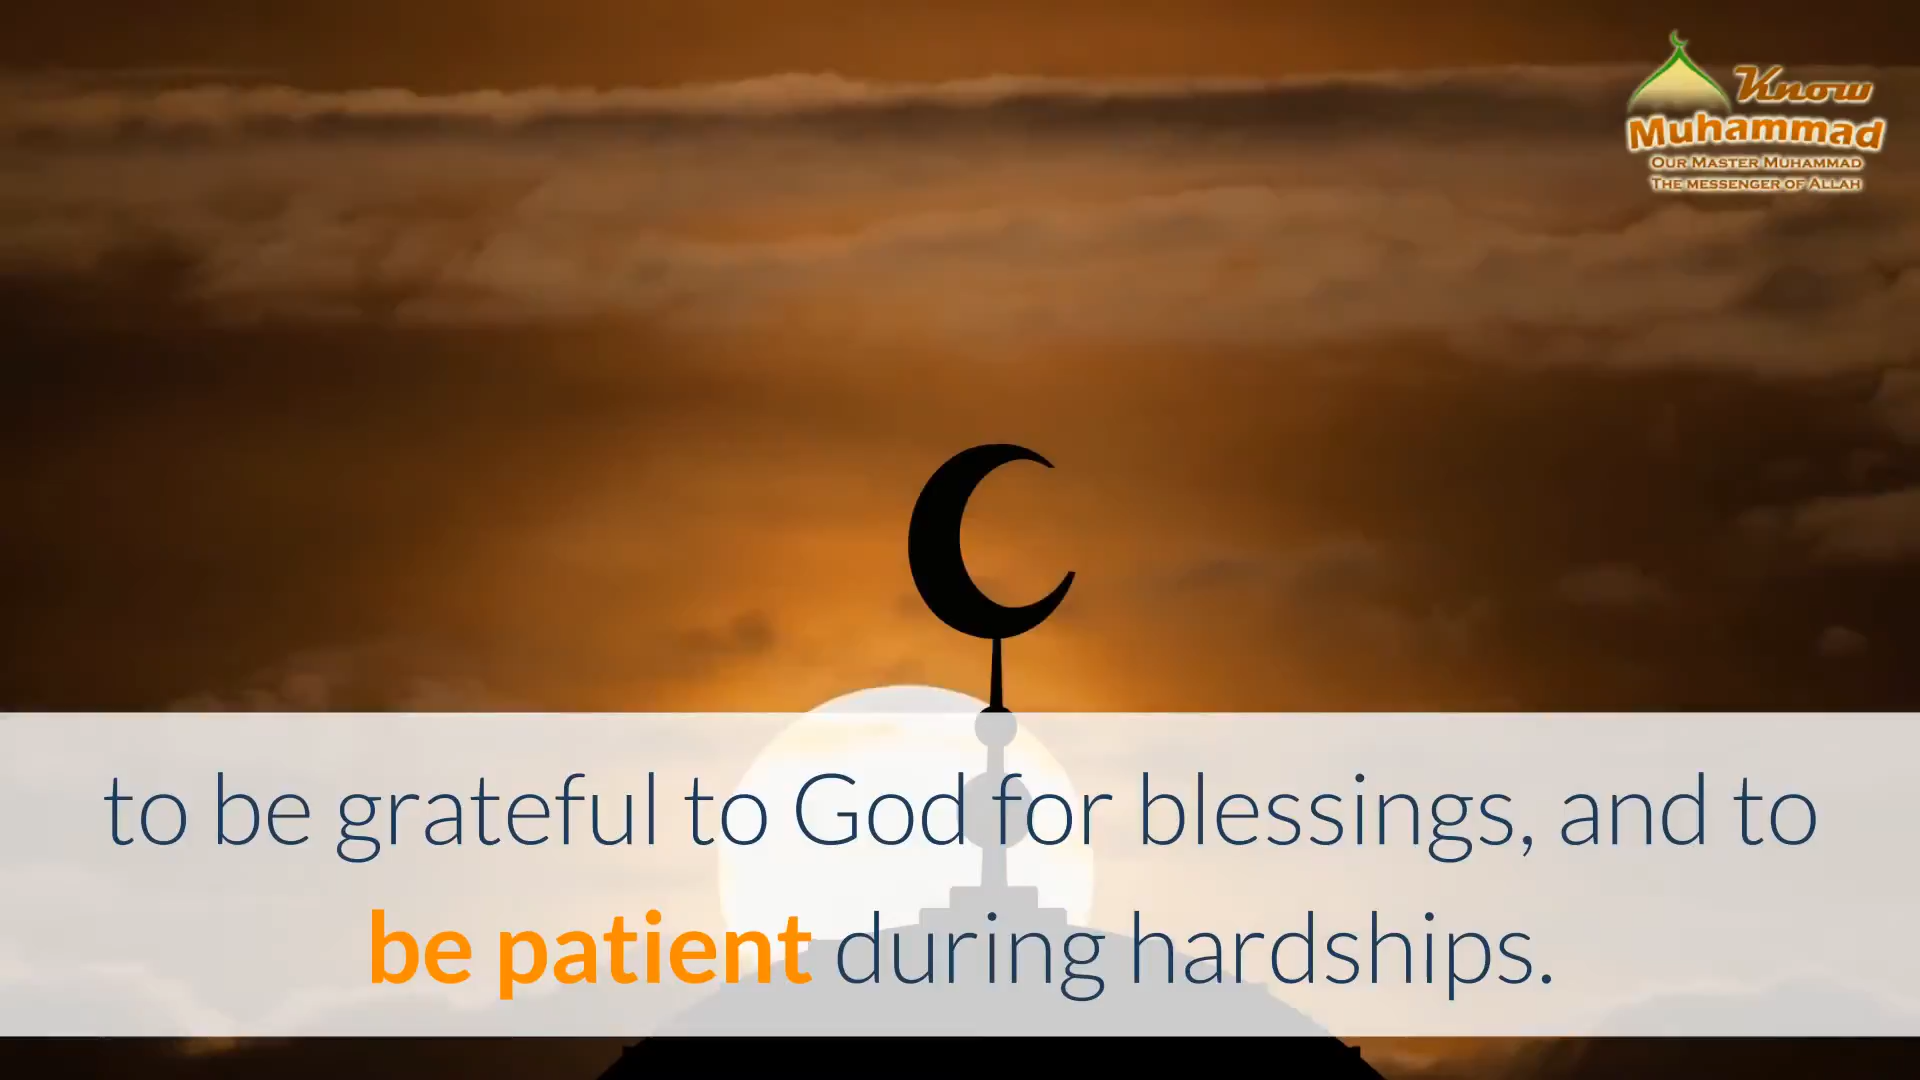 Know
Muhammad
OUR MASTER MUHAMMAD
THE MESSENGER OF ALLAH
to be grateful to God for blessings, and to
be patient during hardships.